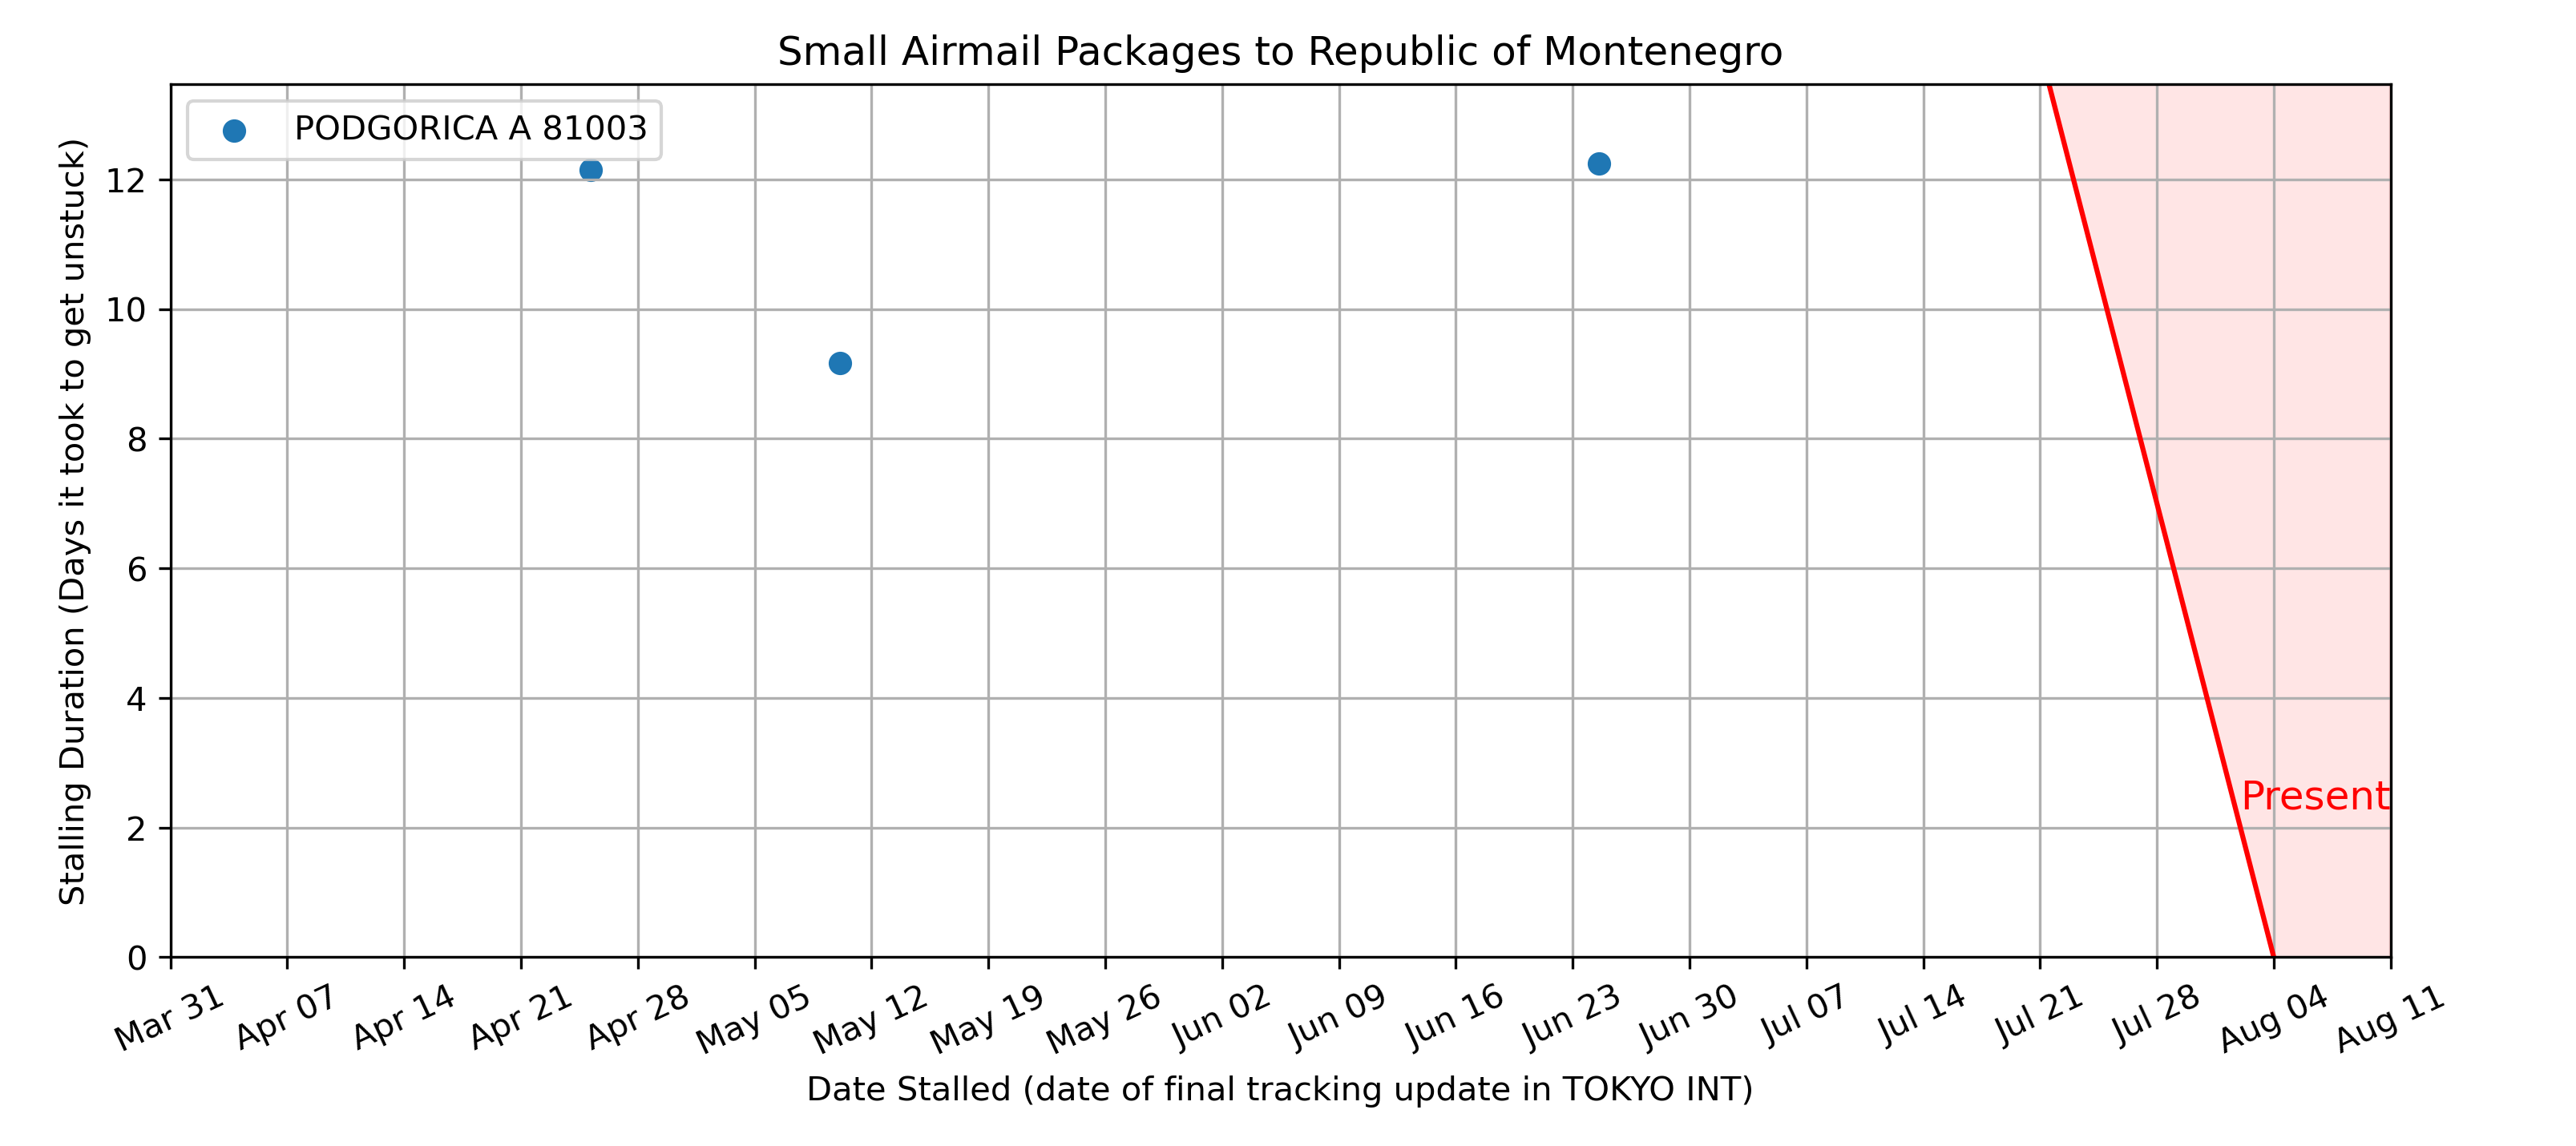 Small Airmail Packages to Republic of Montenegro
PODGORICA A 81003
Stalling Duration (Days it took to get unstuck)
12
10
8
6
4
2
0
Present
Mar 31
Apr 07
Apr 14
Apr 21
Apr 28
May 05
May 12
May 19
May 26
Jun 02
Jun 09
Jun 16
Jun 23
Jun 30
Jul 07
Jul 14
Jul 21
Jul 28
Aug 04
Aug 11
Date Stalled (date of final tracking update in TOKYO INT)